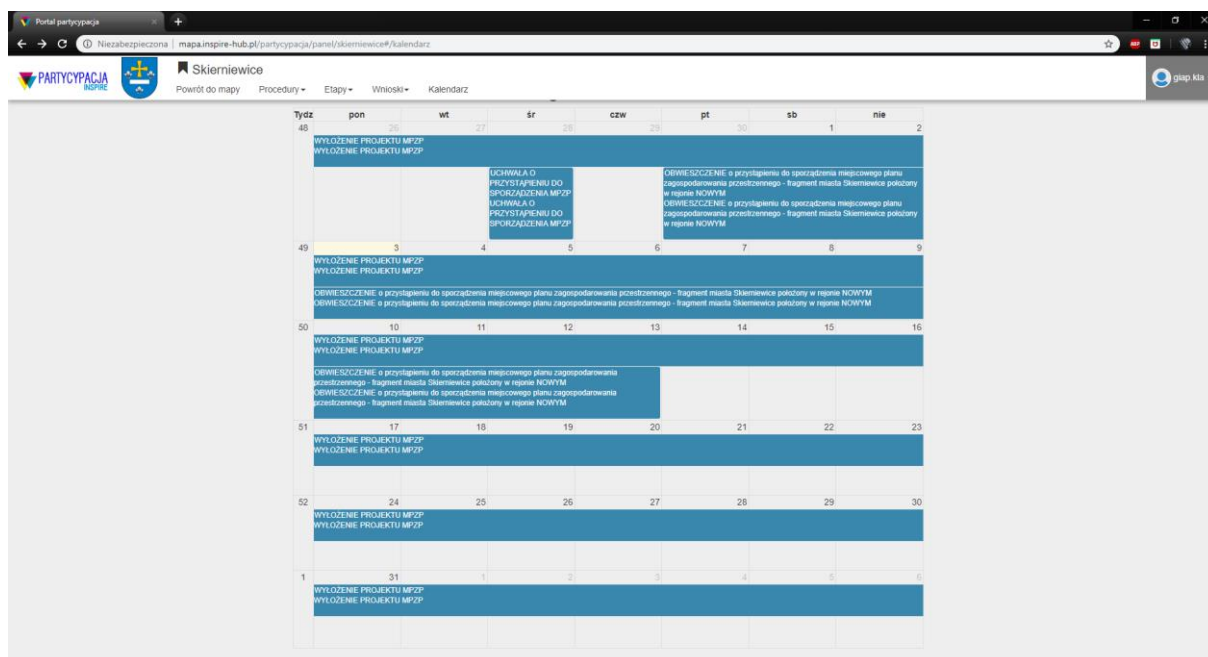 Portal partycypacja
Niezabezpieczona | mapa.inspire-hub.pl/partycypacja/panel/skierniewice#/kalendarz
PARTYCYPACJA
INSPIRE
Skierniewice
Powrót do mapy Procedury Etapy Wnioski Kalendarz
giap.kla
Tydz pon wt śr czw pt sb nie
48 26 27 28 29 30 1 2
WYŁOŻENIE PROJEKTU MPZP
WYŁOŻENIE PROJEKTU MPZP
UCHWAŁA O
PRZYSTĄPIENIU DO
SPORZĄDZENIA MPZP
UCHWAŁA O
PRZYSTĄPIENIU DO
SPORZĄDZENIA MPZP
OBWIESZCZENIE o przystąpieniu do sporządzenia miejscowego planu
zagospodarowania przestrzennego - fragment miasta Skierniewice położony
w rejonie NOWYM
OBWIESZCZENIE o przystąpieniu do sporządzenia miejscowego planu
zagospodarowania przestrzennego - fragment miasta Skierniewice położony
w rejonie NOWYM
49 3 4 5 6 7 8 9
WYŁOŻENIE PROJEKTU MPZP
WYŁOŻENIE PROJEKTU MPZP
OBWIESZCZENIE o przystąpieniu do sporządzenia miejscowego planu zagospodarowania przestrzennego - fragment miasta Skierniewice położony w rejonie NOWYM
OBWIESZCZENIE o przystąpieniu do sporządzenia miejscowego planu zagospodarowania przestrzennego - fragment miasta Skierniewice położony w rejonie NOWYM
50 10 11 12 13 14 15 16
WYŁOŻENIE PROJEKTU MPZP
WYŁOŻENIE PROJEKTU MPZP
OBWIESZCZENIE o przystąpieniu do sporządzenia miejscowego planu zagospodarowania
przestrzennego - fragment miasta Skierniewice położony w rejonie NOWYM
OBWIESZCZENIE o przystąpieniu do sporządzenia miejscowego planu zagospodarowania
przestrzennego - fragment miasta Skierniewice położony w rejonie NOWYM
51 17 18 19 20 21 22 23
WYŁOŻENIE PROJEKTU MPZP
WYŁOŻENIE PROJEKTU MPZP
52 24 25 26 27 28 29 30
WYŁOŻENIE PROJEKTU MPZP
WYŁOŻENIE PROJEKTU MPZP
1 31 1 2 3 4 5 6
WYŁOŻENIE PROJEKTU MPZP
WYŁOŻENIE PROJEKTU MPZP